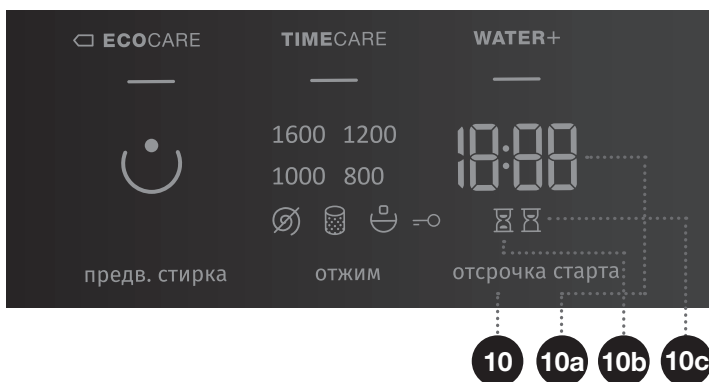 ECOCARE TIMECARE WATER+
1600 1200 18:88
1000 800
предв. стирка отжим отсрочка старта
10 10a 10b 10c